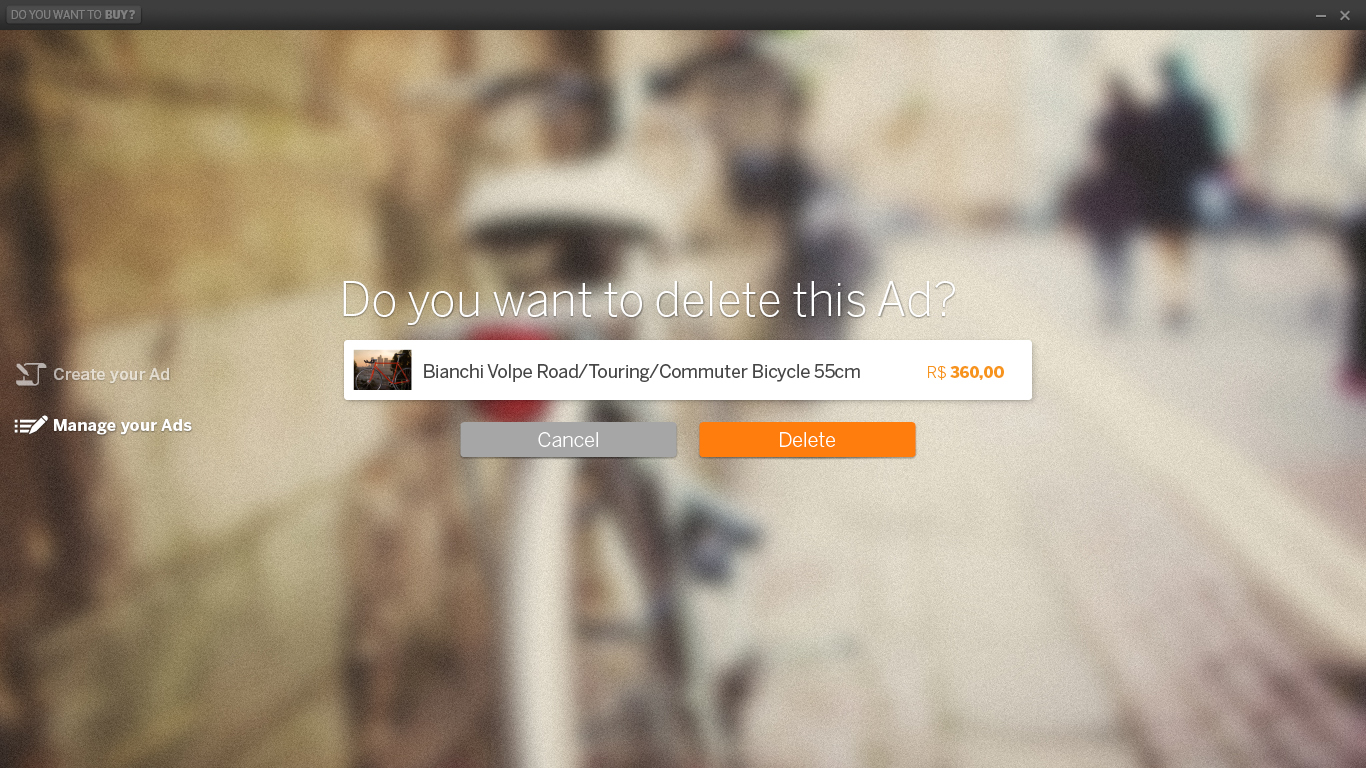 DO YOU WANT TO BUY?
Do you want to delete this Ad?
Bianchi Volpe Road/Touring/Commuter Bicycle 55cm R$ 360,00
Create your Ad
Manage your Ads
Cancel Delete